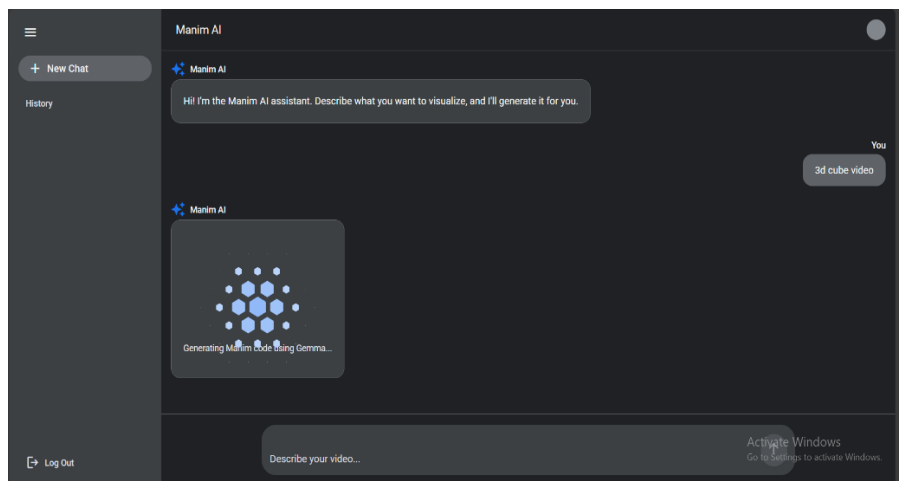 Manim AI
+ New Chat
History
Manim AI
Hi! I'm the Manim AI assistant. Describe what you want to visualize, and I'll generate it for you.
You
3d cube video
Manim AI
Generating Manim code using Gemma...
Log Out
Describe your video...
Activate Windows
Go to Settings to activate Windows.